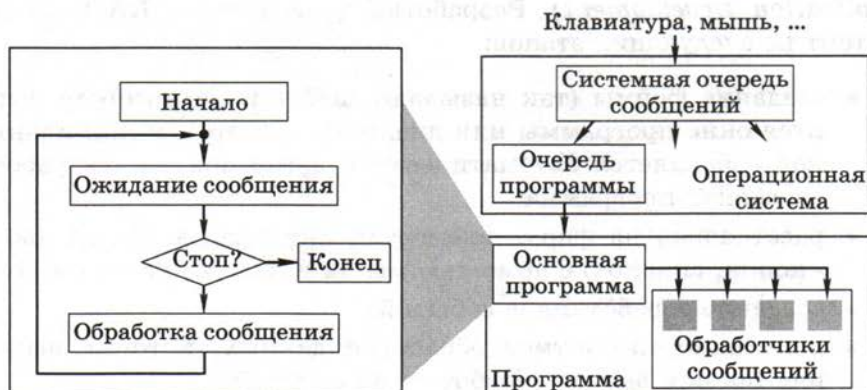 Клавиатура, мышь, ...
Начало
Ожидание сообщения
Стоп?
Конец
Обработка сообщения
Системная очередь
сообщений
Очередь
программы
Операционная
система
Основная
программа
Обработчики
сообщений
Программа